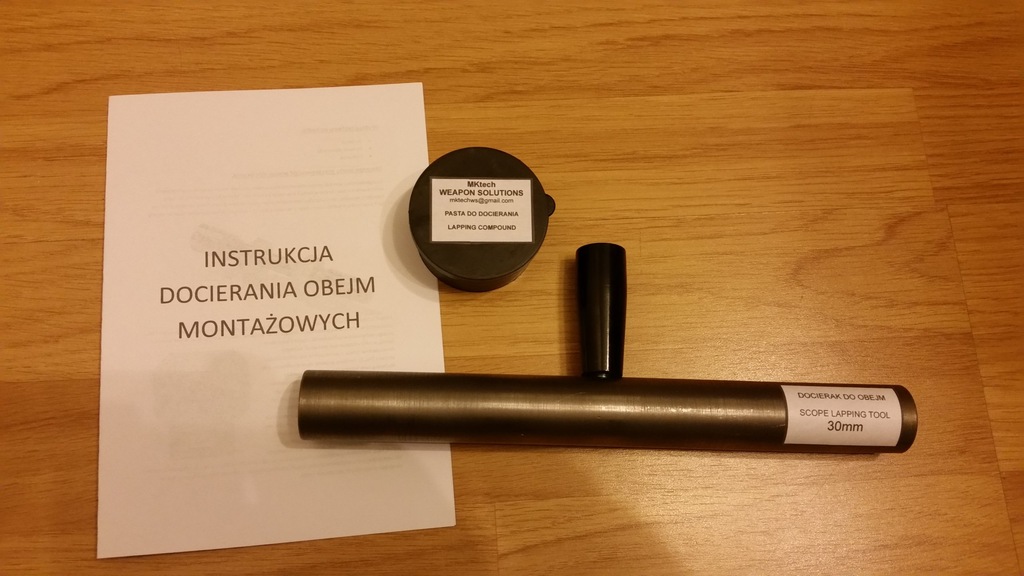 INSTRUKCJA
DOCIERANIA OBEJM
MONTAŻOWYCH
MKtech
WEAPON SOLUTIONS
mktechws@gmail.com
PASTA DO DOCIERANIA
LAPPING COMPOUND
DOCIERAK DO OBEJM
SCOPE LAPPING TOOL
30mm